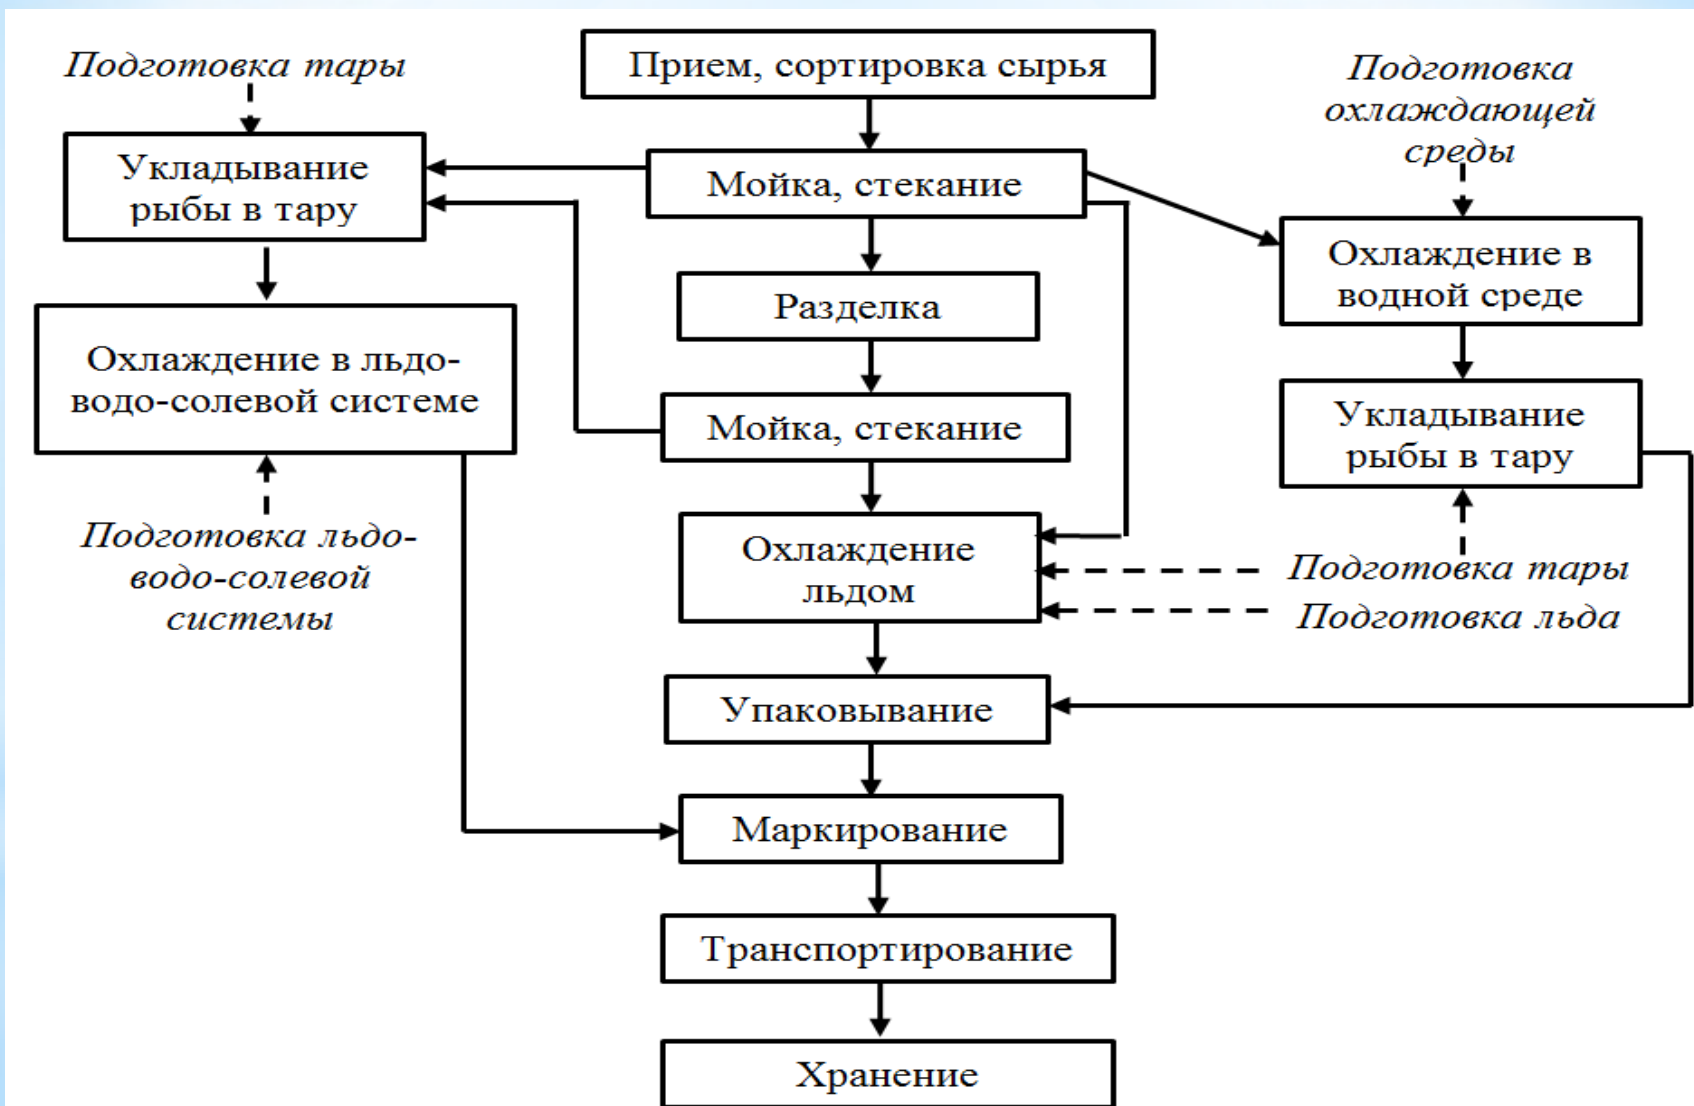 Подготовка тары
Прием, сортировка сырья
Подготовка
охлаждающей
среды
Укладывание
рыбы в тару
Мойка, стекание
Охлаждение в
водной среде
Разделка
Охлаждение в льдо-
водо-солевой системе
Мойка, стекание
Укладывание
рыбы в тару
Подготовка льдо-
водо-солевой
системы
Охлаждение
льдом
Подготовка тары
Подготовка льда
Упаковывание
Маркирование
Транспортирование
Хранение